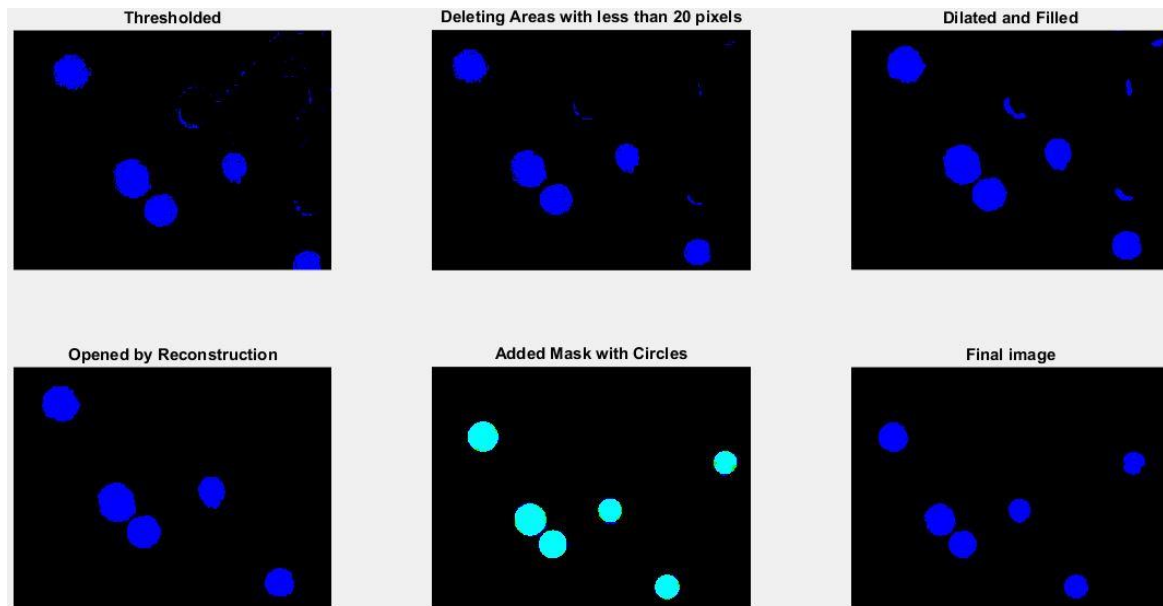 Thresholded
Deleting Areas with less than 20 pixels
Dilated and Filled
Opened by Reconstruction
Added Mask with Circles
Final image